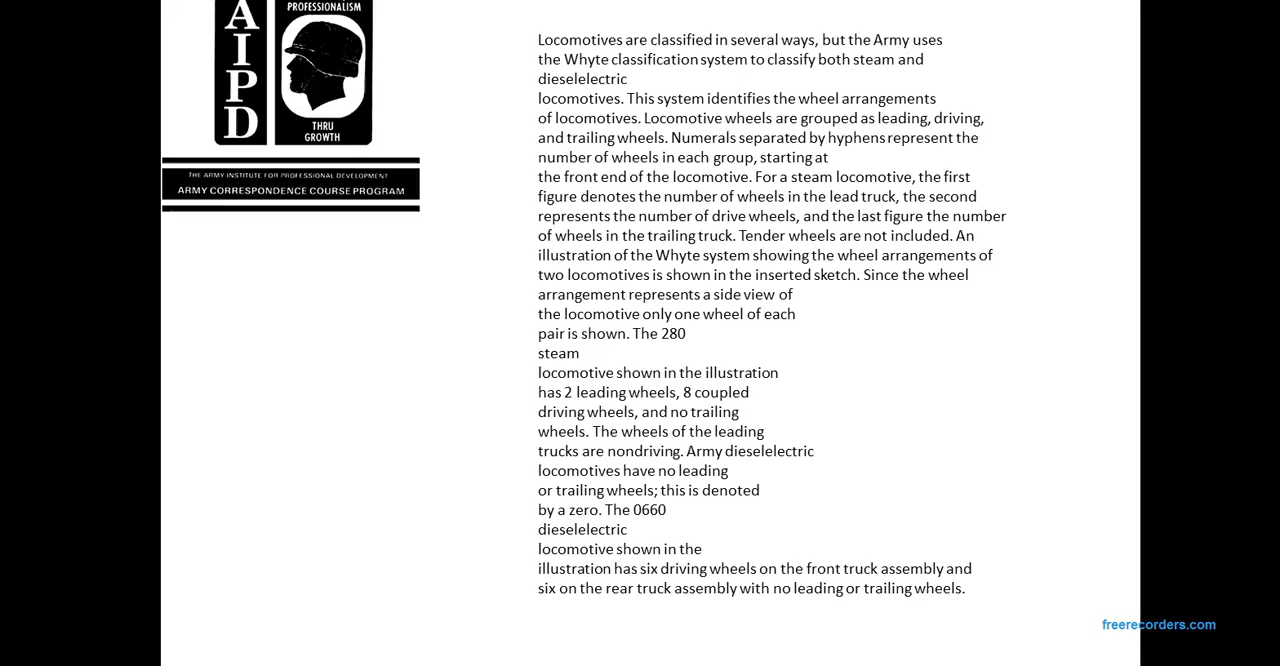 A
I
P
D
PROFESSIONALISM
THRU
GROWTH
THE ARMY INSTITUTE FOR PROFESSIONAL DEVELOPMENT
ARMY CORRESPONDENCE COURSE PROGRAM
Locomotives are classified in several ways, but the Army uses
the Whyte classification system to classify both steam and
dieselelectric
locomotives. This system identifies the wheel arrangements
of locomotives. Locomotive wheels are grouped as leading, driving,
and trailing wheels. Numerals separated by hyphens represent the
number of wheels in each group, starting at
the front end of the locomotive. For a steam locomotive, the first
figure denotes the number of wheels in the lead truck, the second
represents the number of drive wheels, and the last figure the number
of wheels in the trailing truck. Tender wheels are not included. An
illustration of the Whyte system showing the wheel arrangements of
two locomotives is shown in the inserted sketch. Since the wheel
arrangement represents a side view of
the locomotive only one wheel of each
pair is shown. The 280
steam
locomotive shown in the illustration
has 2 leading wheels, 8 coupled
driving wheels, and no trailing
wheels. The wheels of the leading
trucks are nondriving. Army dieselelectric
locomotives have no leading
or trailing wheels; this is denoted
by a zero. The 0660
dieselelectric
locomotive shown in the
illustration has six driving wheels on the front truck assembly and
six on the rear truck assembly with no leading or trailing wheels.
freerecorders.com